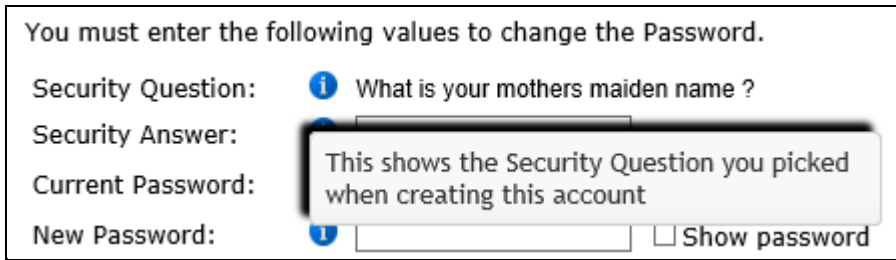 You must enter the following values to change the Password.
Security Question: What is your mothers maiden name ?
Security Answer:
This shows the Security Question you picked
Current Password:
when creating this account
New Password: Show password